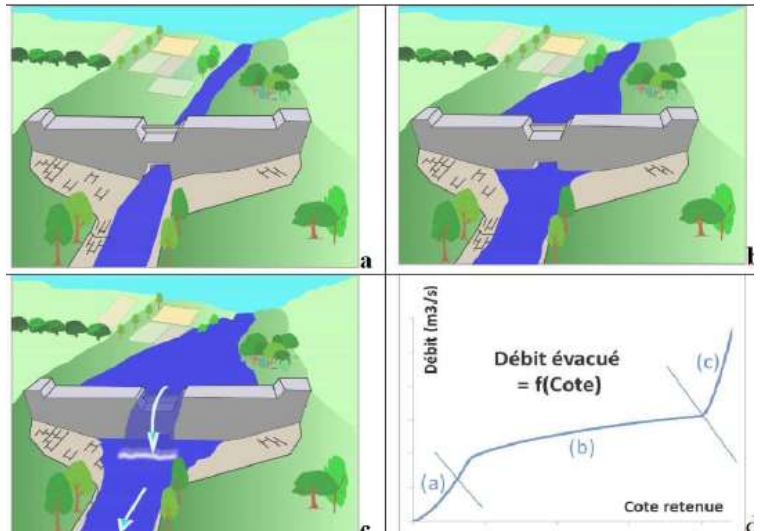 a
b
c
Débit (m3/s)
Débit évacué
= f(Cote)
(c)
(b)
(a)
Cote retenue
d